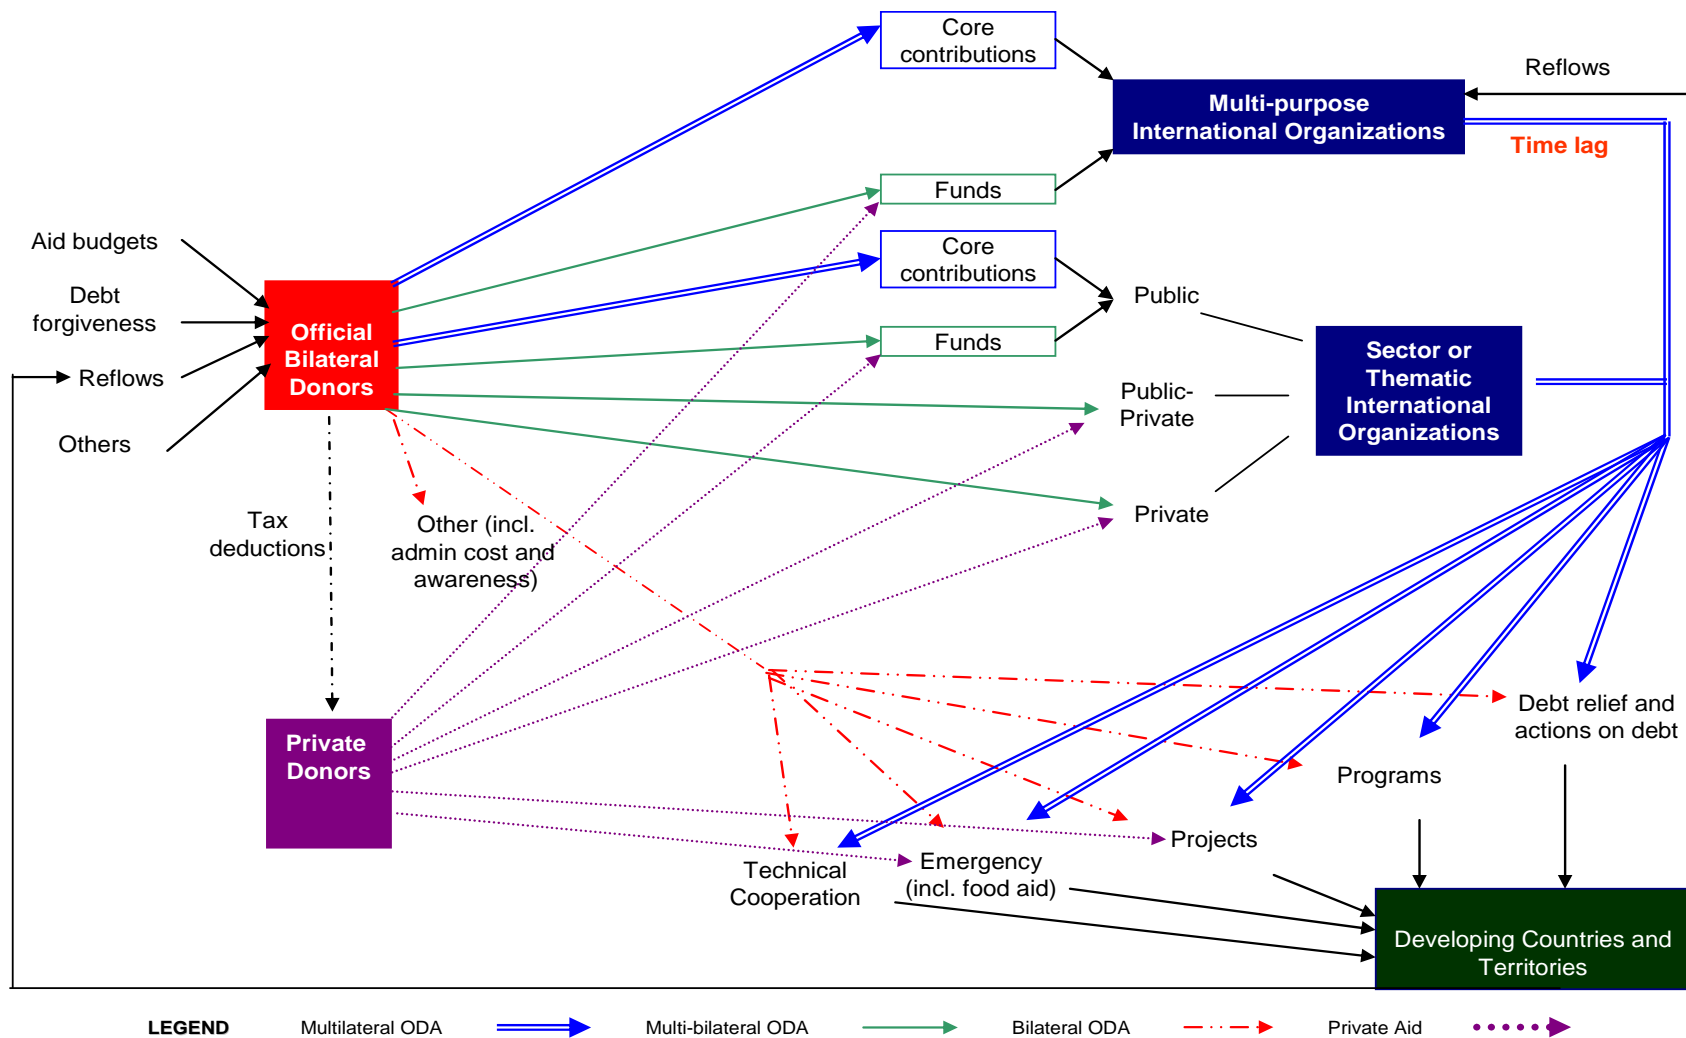 Core
contributions
Reflows
Multi-purpose
International Organizations
Time lag
Funds
Aid budgets
Core
contributions
Debt
forgiveness
Public
Official
Bilateral
Donors
Funds
Sector or
Thematic
International
Organizations
Reflows
Public-
Private
Others
Tax
deductions
Other (incl.
admin cost and
awareness)
Private
Debt relief and
actions on debt
Private
Donors
Programs
Projects
Technical
Cooperation
Emergency
(incl. food aid)
Developing Countries and
Territories
LEGEND Multilateral ODA Multi-bilateral ODA Bilateral ODA Private Aid